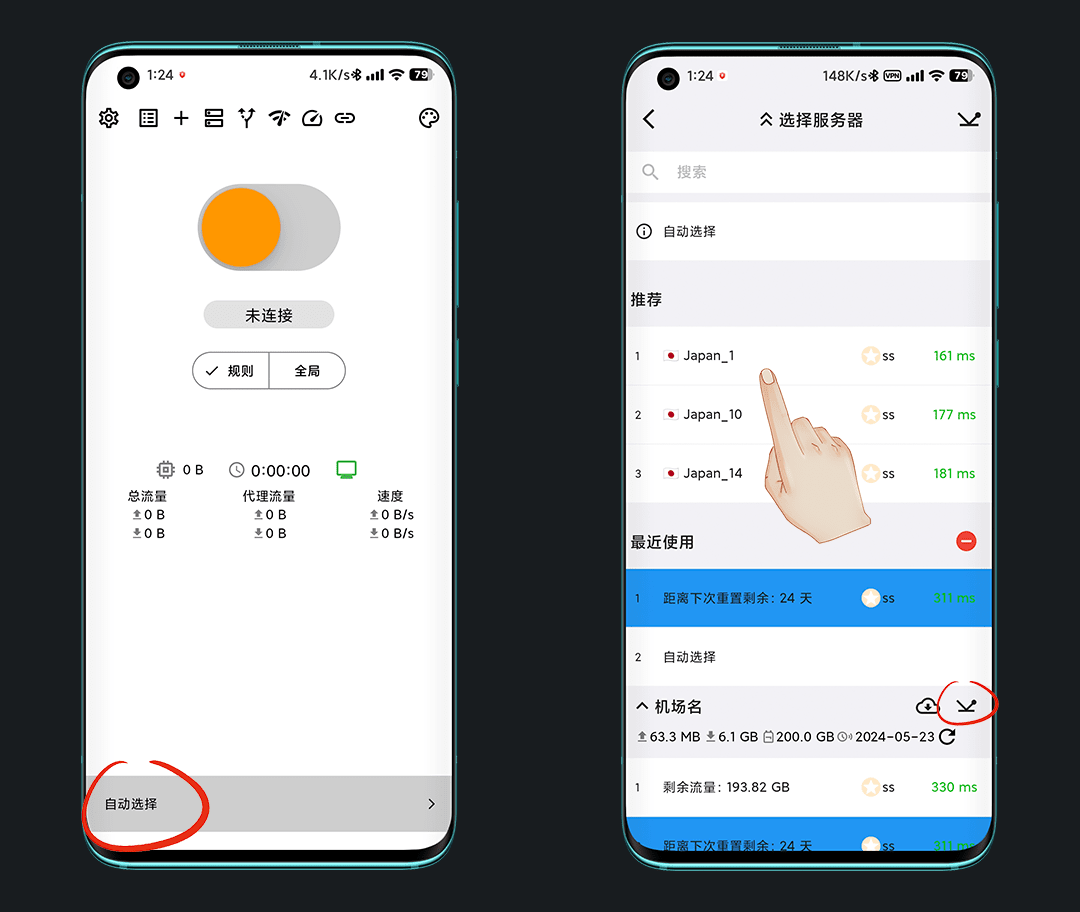 1:24
4.1K/s
79
未连接
规则
全局
0 B
0:00:00
总流量
代理流量
速度
0 B
0 B
0 B/s
0 B
0 B
0 B/s
自动选择
1:24
148K/s
VPN
79
选择服务器
搜索
自动选择
推荐
1 Japan_1 ss 161 ms
2 Japan_10 ss 177 ms
3 Japan_14 ss 181 ms
最近使用
1 距离下次重置剩余：24 天 ss 311 ms
2 自动选择
机场名
63.3 MB 6.1 GB 200.0 GB 2024-05-23
1 剩余流量：193.82 GB ss 330 ms
距离下次重置剩余：24 天 ss 311 ms